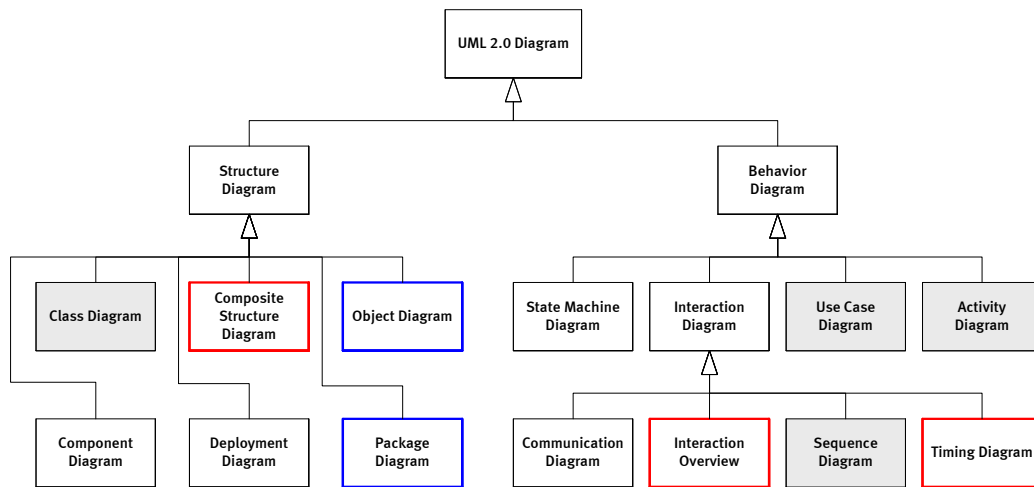 UML 2.0 Diagram
Structure
Diagram
Behavior
Diagram
Class Diagram
Composite
Structure
Diagram
Object Diagram
State Machine
Diagram
Interaction
Diagram
Use Case
Diagram
Activity
Diagram
Component
Diagram
Deployment
Diagram
Package
Diagram
Communication
Diagram
Interaction
Overview
Sequence
Diagram
Timing Diagram